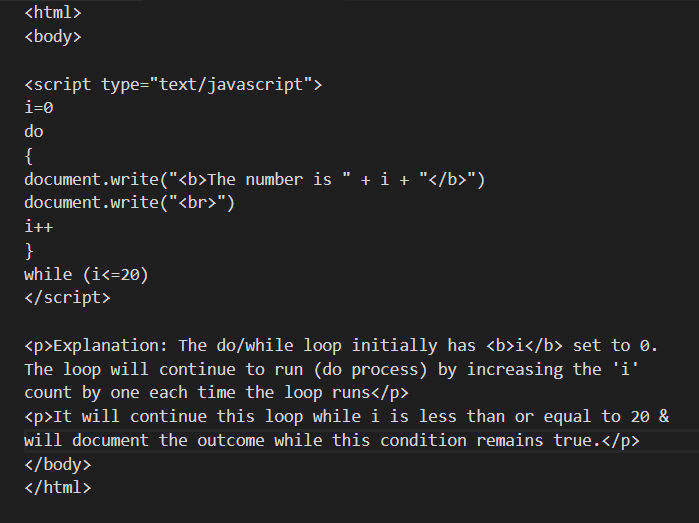 <html>
<body>
<script type="text/javascript">
i=0
do
{
document.write("<b>The number is " + i + "</b>")
document.write("<br>")
i++
}
while (i<=20)
</script>
<p>Explanation: The do/while loop initially has <b>i</b> set to 0.
The loop will continue to run (do process) by increasing the 'i'
count by one each time the loop runs</p>
<p>It will continue this loop while i is less than or equal to 20 &
will document the outcome while this condition remains true.</p>
</body>
</html>